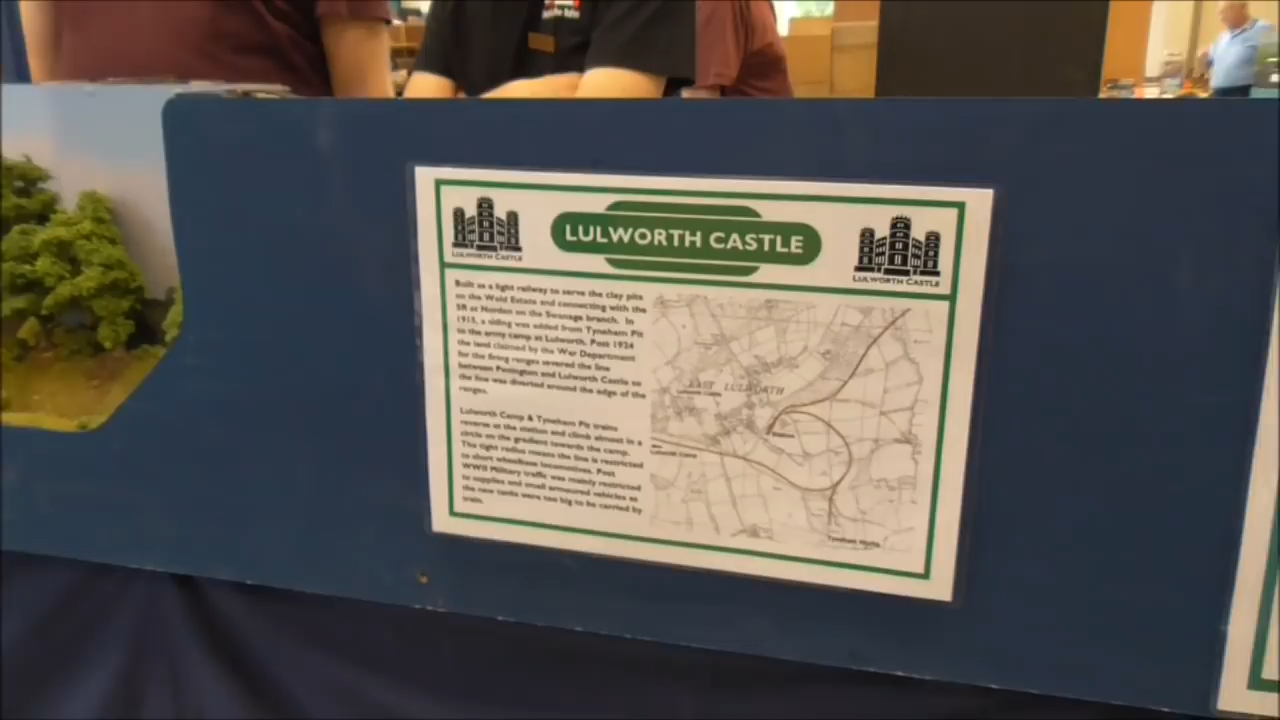 LULWORTH CASTLE
LULWORTH CASTLE
LULWORTH CASTLE
Built as a light railway to serve the clay pits
on the Weld Estate and connecting with the
SR at Norden on the Swanage branch. In
1915, a siding was added from Tyneham Pit
to the army camp at Lulworth. Post 1924
the land claimed by the War Department
for the firing ranges severed the line
between Povington and Lulworth Castle so
the line was diverted around the edge of the
ranges.
Lulworth Camp & Tyneham Pit trains
reverse at the station and climb almost in a
circle on the gradient towards the camp.
The tight radius means the line is restricted
to short wheelbase locomotives. Post
WWII Military traffic was mainly restricted
to supplies and small armoured vehicles as
the new tanks were too big to be carried by
train.
EAST LULWORTH
Lulworth Castle
Station
Lulworth Camp
Tyneham